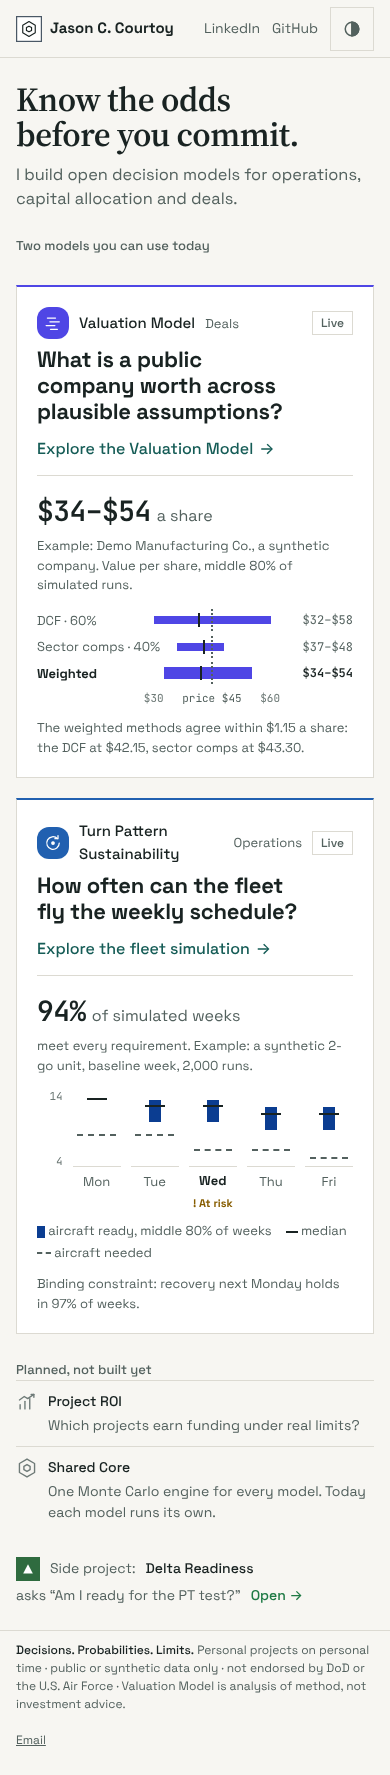 Jason C. Courtoy LinkedIn GitHub
Know the odds
before you commit.
I build open decision models for operations,
capital allocation and deals.
Two models you can use today
Valuation Model Deals Live
What is a public
company worth across
plausible assumptions?
Explore the Valuation Model →
$34–$54 a share
Example: Demo Manufacturing Co., a synthetic
company. Value per share, middle 80% of
simulated runs.
DCF · 60% $32–$58
Sector comps · 40% $37–$48
Weighted $34–$54
$30 price $45 $60
The weighted methods agree within $1.15 a share:
the DCF at $42.15, sector comps at $43.30.
Turn Pattern
Sustainability Operations Live
How often can the fleet
fly the weekly schedule?
Explore the fleet simulation →
94% of simulated weeks
meet every requirement. Example: a synthetic 2-
go unit, baseline week, 2,000 runs.
14
4
Mon Tue Wed Thu Fri
! At risk
aircraft ready, middle 80% of weeks median
aircraft needed
Binding constraint: recovery next Monday holds
in 97% of weeks.
Planned, not built yet
Project ROI
Which projects earn funding under real limits?
Shared Core
One Monte Carlo engine for every model. Today
each model runs its own.
Side project: Delta Readiness
asks “Am I ready for the PT test?” Open →
Decisions. Probabilities. Limits. Personal projects on personal
time · public or synthetic data only · not endorsed by DoD or
the U.S. Air Force · Valuation Model is analysis of method, not
investment advice.
Email